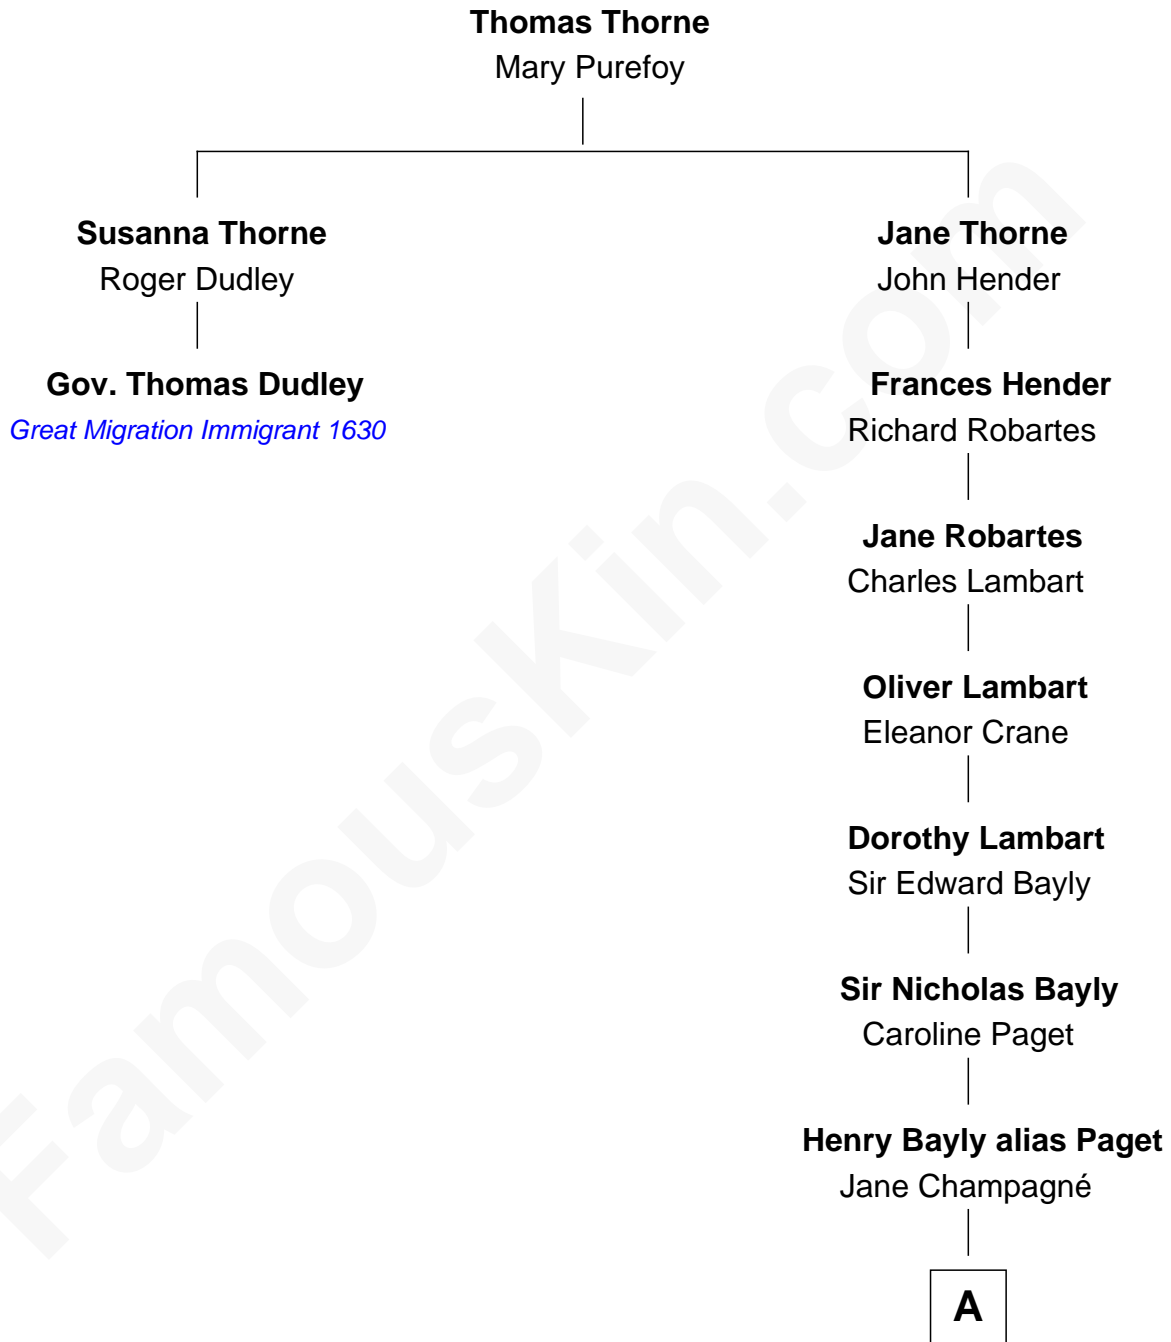 Thomas Thorne
Mary Purefoy
Susanna Thorne
Roger Dudley
Jane Thorne
John Hender
Gov. Thomas Dudley
Great Migration Immigrant 1630
Frances Hender
Richard Robartes
Jane Robartes
Charles Lambart
Oliver Lambart
Eleanor Crane
Dorothy Lambart
Sir Edward Bayly
Sir Nicholas Bayly
Caroline Paget
Henry Bayly alias Paget
Jane Champagné
A
FamousKin.com